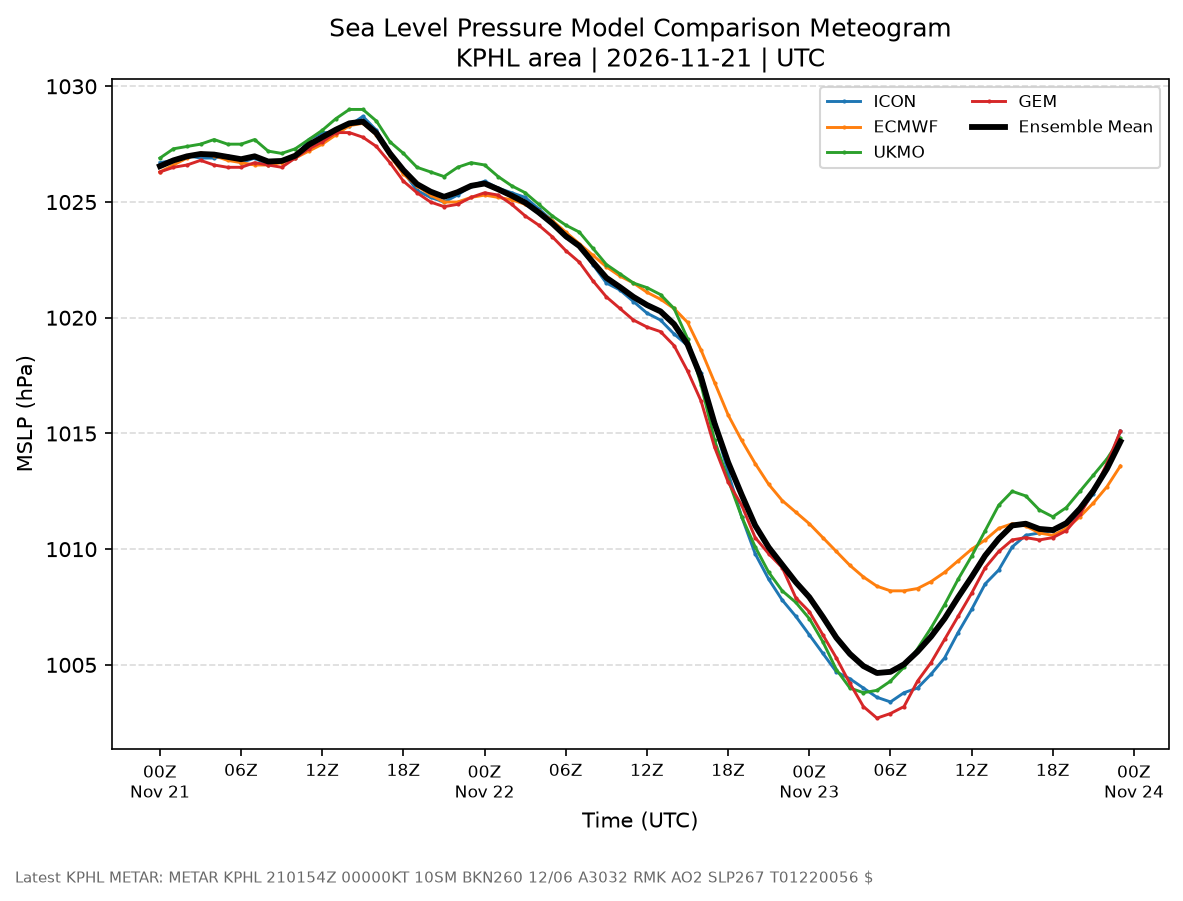 Sea Level Pressure Model Comparison Meteogram
KPHL area | 2026-11-21 | UTC
ICON
ECMWF
UKMO
GEM
Ensemble Mean
MSLP (hPa)
1030
1025
1020
1015
1010
1005
00Z 06Z 12Z 18Z 00Z 06Z 12Z 18Z 00Z 06Z 12Z 18Z 00Z
Nov 21 Nov 22 Nov 23 Nov 24
Time (UTC)
Latest KPHL METAR: METAR KPHL 210154Z 00000KT 10SM BKN260 12/06 A3032 RMK AO2 SLP267 T01220056 $